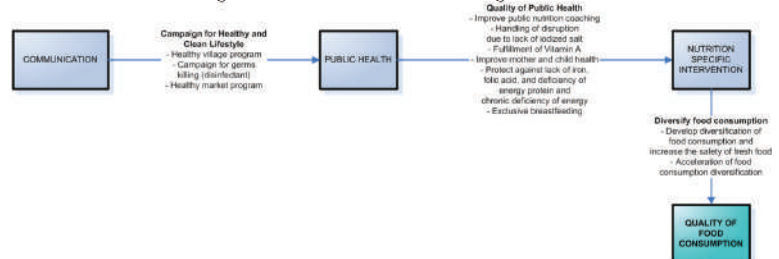 COMMUNICATION
Campaign for Healthy and
Clean Lifestyle
- Healthy village program
- Campaign for germs
killing (disinfectant)
- Healthy market program
PUBLIC HEALTH
Quality of Public Health
- Improve public nutrition coaching
- Handling of disruption
due to lack of iodized salt
- Fulfillment of Vitamin A
- Improve mother and child health
- Protect against lack of iron,
folic acid, and deficiency of
energy protein and
chronic deficiency of energy
- Exclusive breastfeeding
NUTRITION
SPECIFIC
INTERVENTION
Diversify food consumption
- Develop diversification of
food consumption and
increase the safety of fresh food
- Acceleration of food
consumption diversification
QUALITY OF
FOOD
CONSUMPTION